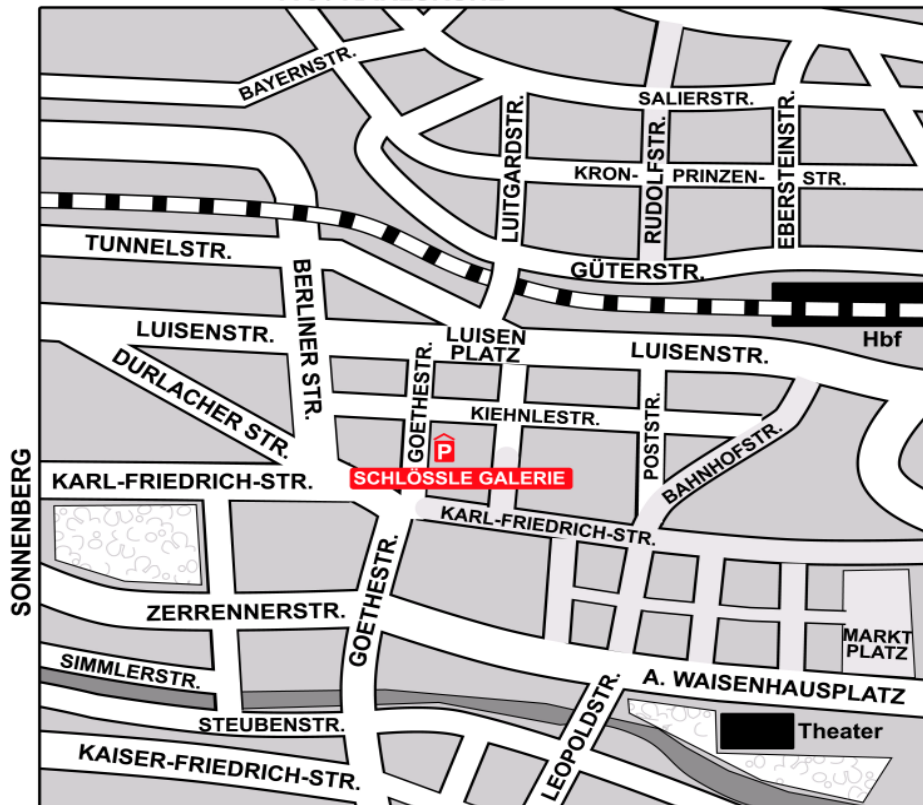 BAYERNSTR.
SALIERSTR.
LUITGARDSTR.
RUDOLFSTR.
EBERSTEINSTR.
KRON- PRINZEN- STR.
TUNNELSTR.
BERLINER STR.
GÜTERSTR.
Hbf
LUISENSTR.
LUISEN
PLATZ
LUISENSTR.
DURLACHER STR.
GOETHESTR.
KIEHNLESTR.
POSTSTR.
BAHNHOFSTR.
P
SCHLÖSSLE GALERIE
KARL-FRIEDRICH-STR.
KARL-FRIEDRICH-STR.
SONNENBERG
ZERRENNERSTR.
GOETHESTR.
MARKT
PLATZ
SIMMLERSTR.
A. WAISENHAUSPLATZ
STEUBENSTR.
LEOPOLDSTR.
Theater
KAISER-FRIEDRICH-STR.